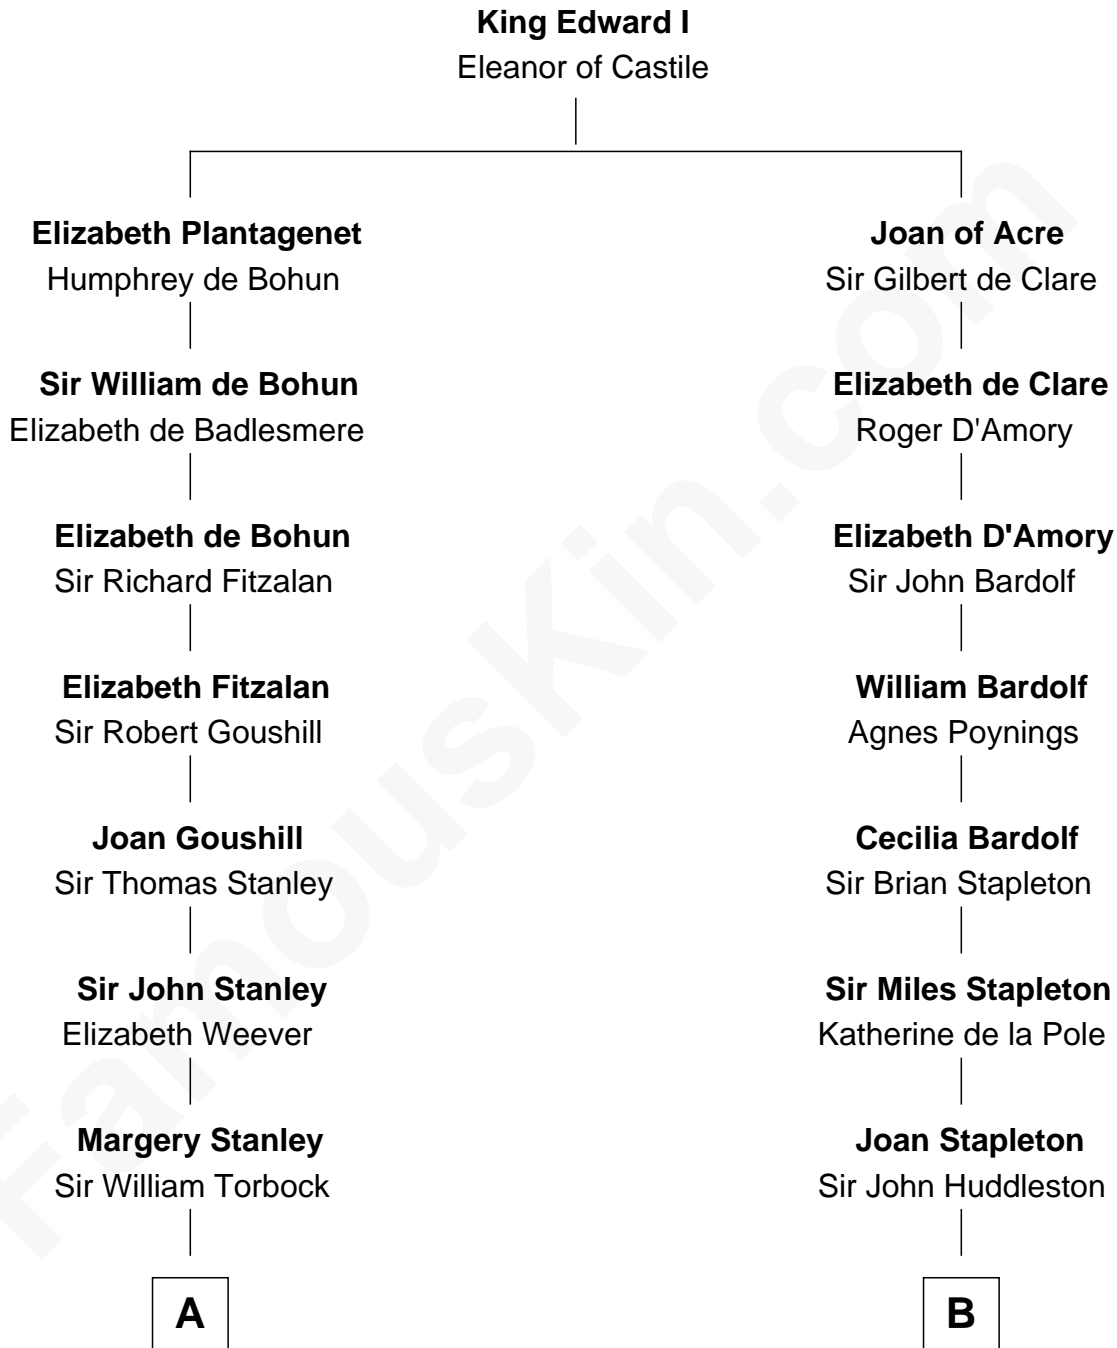 King Edward I
Eleanor of Castile
Elizabeth Plantagenet
Humphrey de Bohun
Sir William de Bohun
Elizabeth de Badlesmere
Elizabeth de Bohun
Sir Richard Fitzalan
Elizabeth Fitzalan
Sir Robert Goushill
Joan Goushill
Sir Thomas Stanley
Sir John Stanley
Elizabeth Weever
Margery Stanley
Sir William Torbock
A
Joan of Acre
Sir Gilbert de Clare
Elizabeth de Clare
Roger D'Amory
Elizabeth D'Amory
Sir John Bardolf
William Bardolf
Agnes Poynings
Cecilia Bardolf
Sir Brian Stapleton
Sir Miles Stapleton
Katherine de la Pole
Joan Stapleton
Sir John Huddleston
B
FamousKin.com